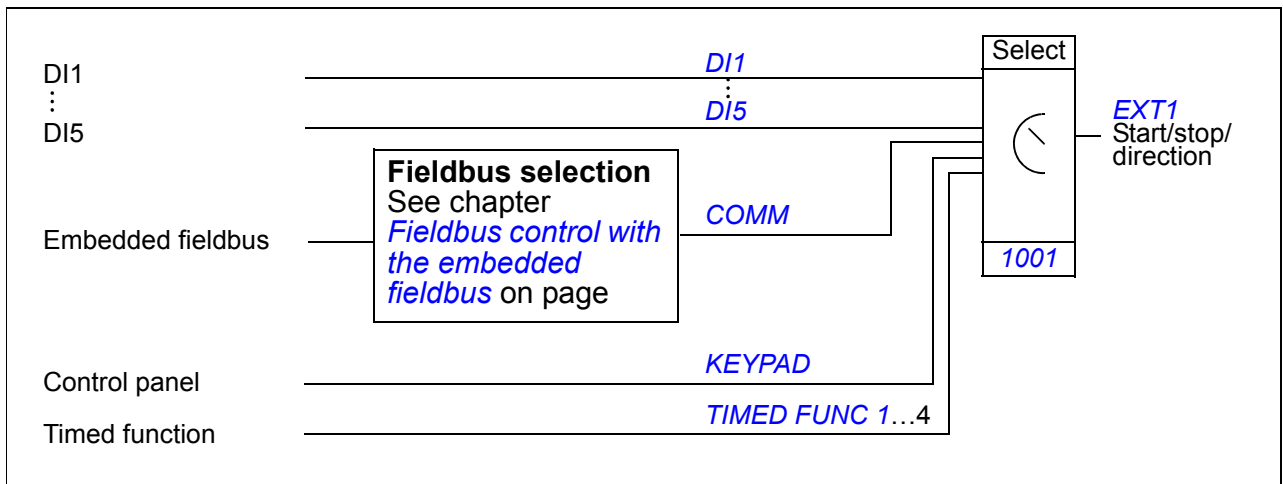 DI1
DI5
Embedded fieldbus
Control panel
Timed function
Fieldbus selection
See chapter
Fieldbus control with
the embedded
fieldbus on page
DI1
DI5
COMM
KEYPAD
TIMED FUNC 1…4
Select
1001
EXT1
Start/stop/
direction